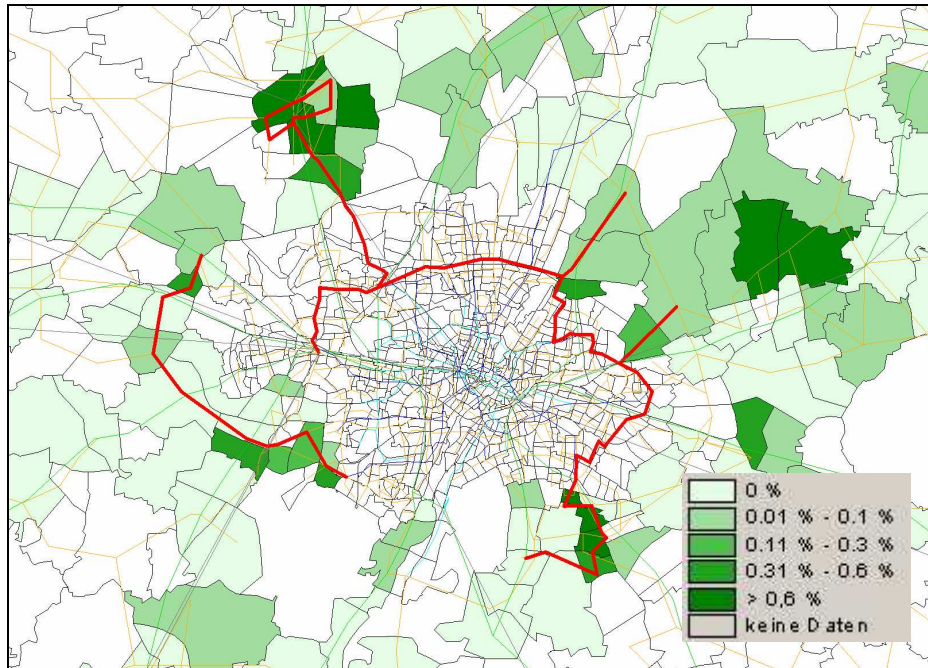 0 %
0.01 % - 0.1 %
0.11 % - 0.3 %
0.31 % - 0.6 %
> 0,6 %
keine Daten